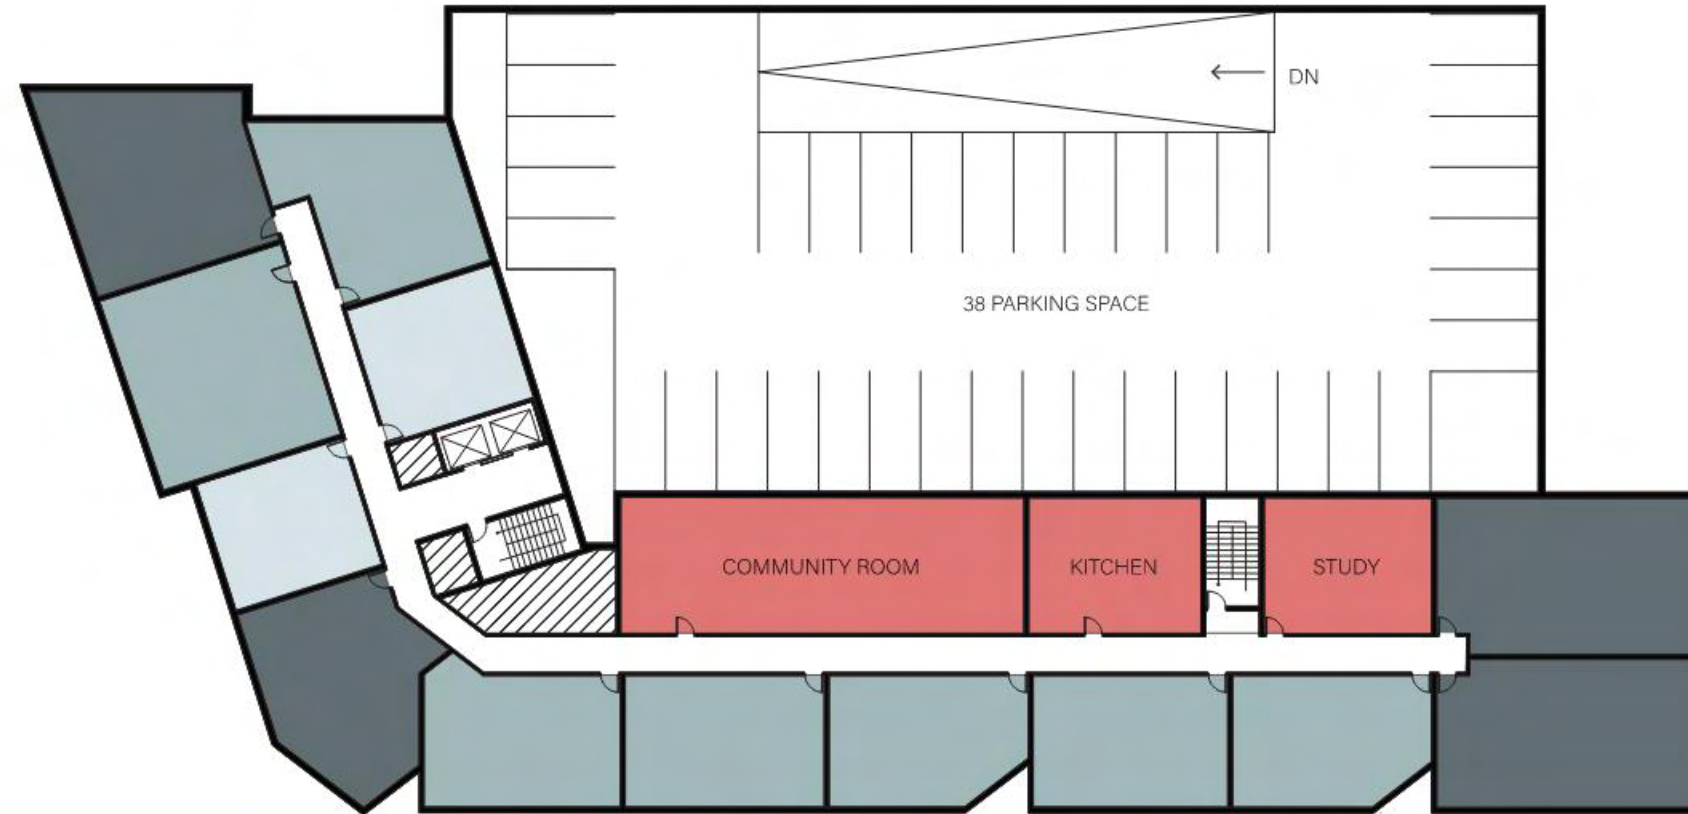 DN
38 PARKING SPACE
COMMUNITY ROOM
KITCHEN
STUDY